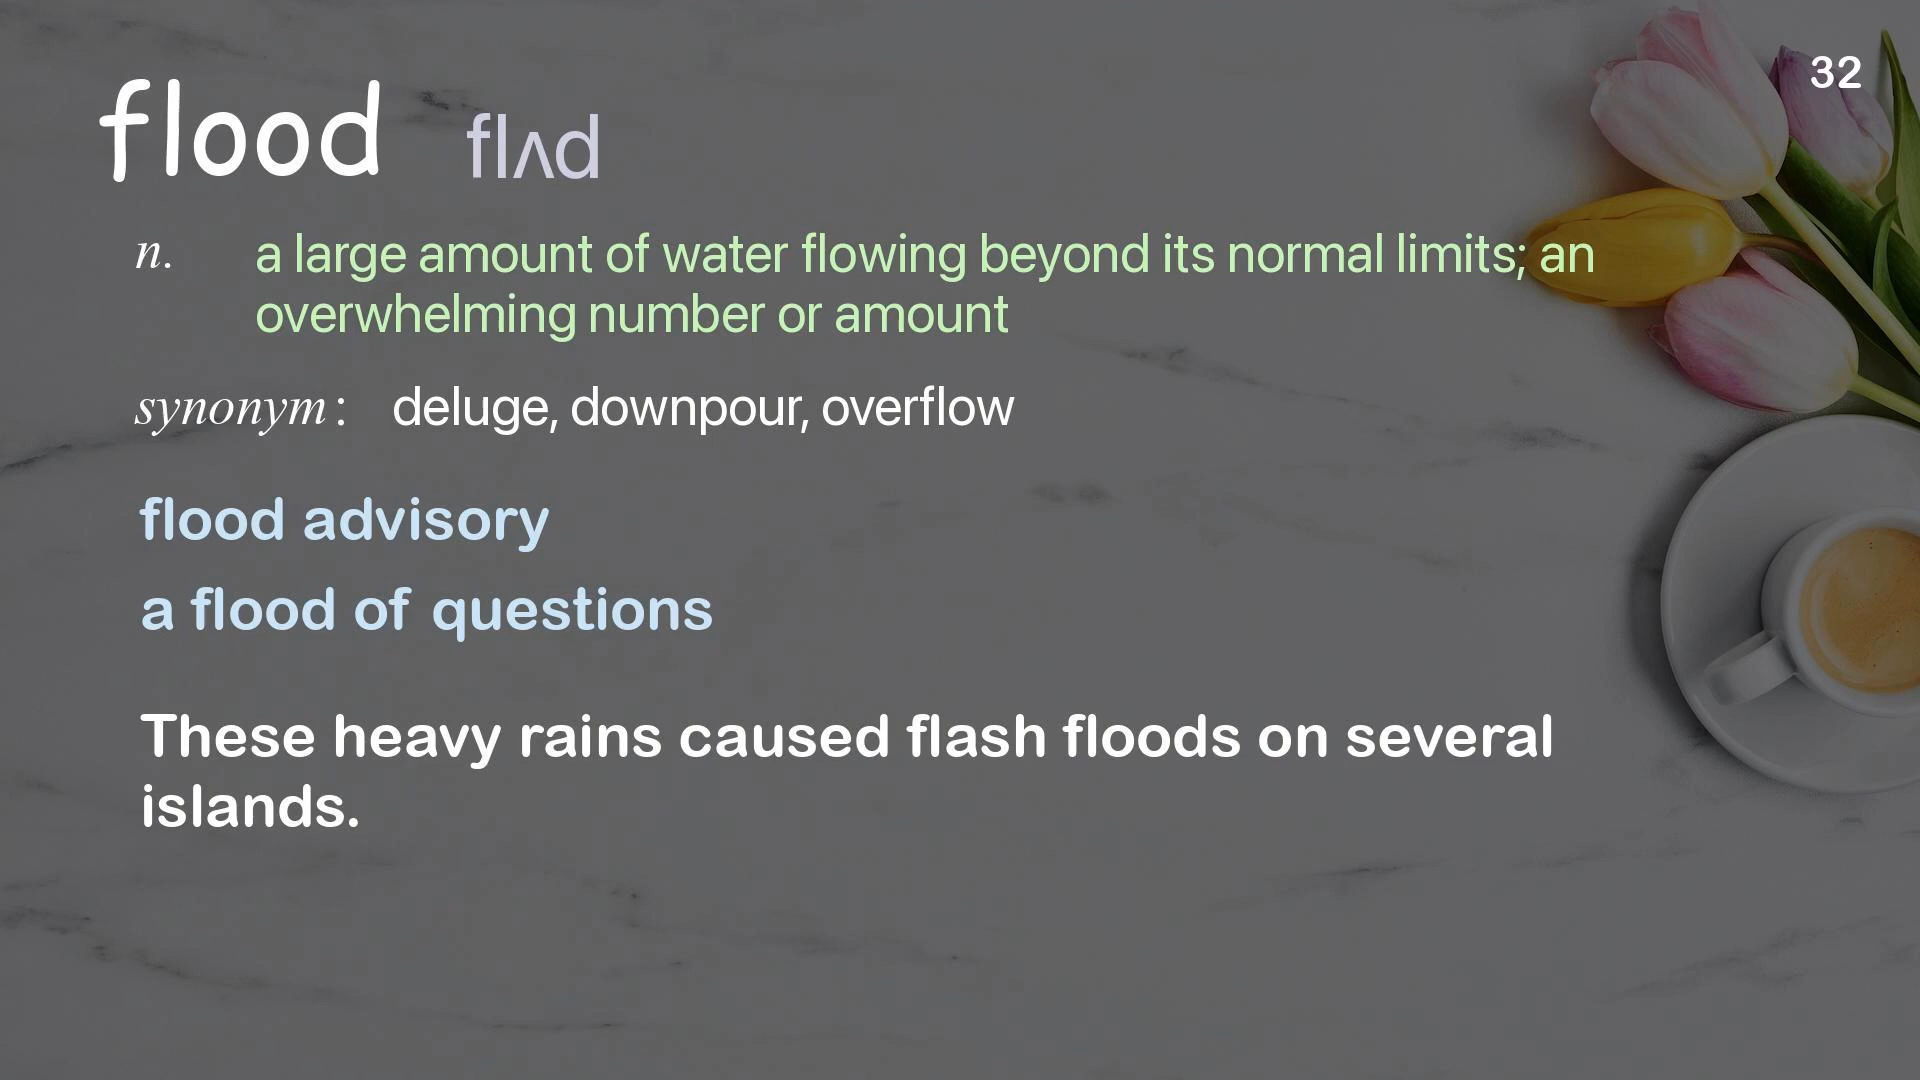 32
flood flʌd
n. a large amount of water flowing beyond its normal limits; an
overwhelming number or amount
synonym: deluge, downpour, overflow
flood advisory
a flood of questions
These heavy rains caused flash floods on several
islands.